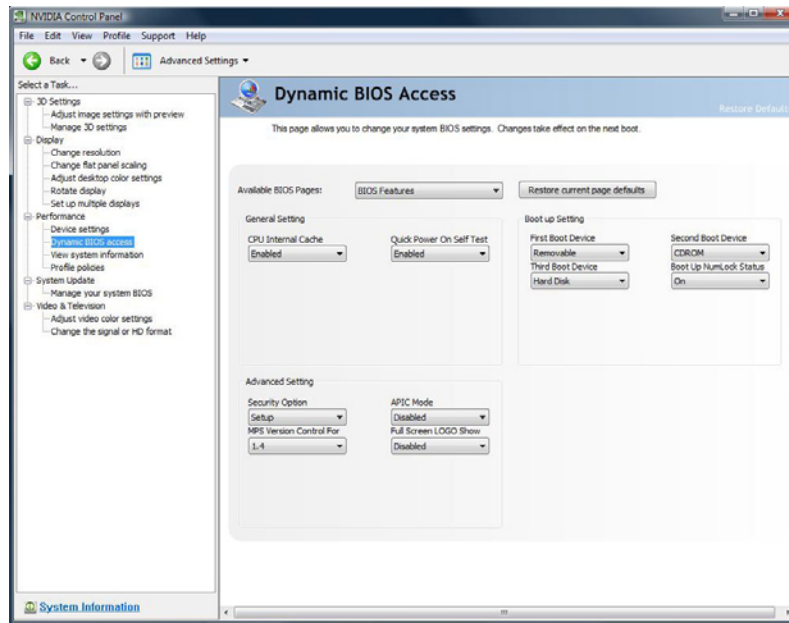 NVIDIA Control Panel
File Edit View Profile Support Help
Back Advanced Settings
Select a Task...
3D Settings
Adjust image settings with preview
Manage 3D settings
Display
Change resolution
Change flat panel scaling
Adjust desktop color settings
Rotate display
Set up multiple displays
Performance
Device settings
Dynamic BIOS access
View system information
Profile policies
System Update
Manage your system BIOS
Video & Television
Adjust video color settings
Change the signal or HD format
System Information
Dynamic BIOS Access
Restore Default
This page allows you to change your system BIOS settings. Changes take effect on the next boot.
Available BIOS Pages: BIOS Features Restore current page defaults
General Setting
CPU Internal Cache Quick Power On Self Test
Enabled Enabled
Boot up Setting
First Boot Device Second Boot Device
Removable CDROM
Third Boot Device Boot Up NumLock Status
Hard Disk On
Advanced Setting
Security Option APIC Mode
Setup Disabled
MPS Version Control For Full Screen LOGO Show
1.4 Disabled